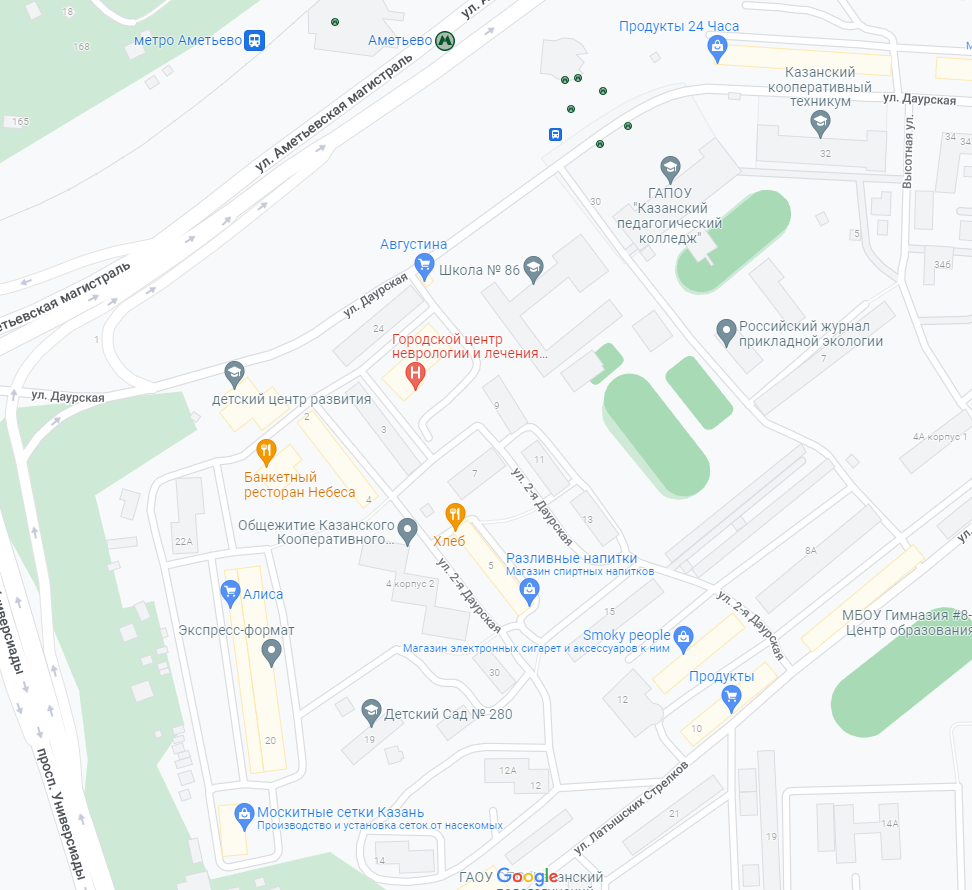 ул. А
18
168
метро Аметьево
Аметьево
Продукты 24 Часа
ул. Аметьевская магистраль
165
Казанский
кооперативный
техникум
ул. Даурская
32
Высотная ул.
34
34
ГАПОУ
"Казанский
педагогический
колледж"
30
5
34б
Августина
Школа № 86
ул. Даурская
етьевская магистраль
1
24
Городской центр
неврологии и лечения...
Российский журнал
прикладной экологии
7
детский центр развития
ул. Даурская
2
3
9
4А корпус 1
Банкетный
ресторан Небеса
4
7
11
ул. 2-я Даурская
13
Хлеб
Общежитие Казанского
Кооперативного...
22А
5
8А
ул.
Разливные напитки
Магазин спиртных напитков
4 корпус 2
ул. 2-я Даурская
15
ул. 2-я Даурская
Алиса
МБОУ Гимназия #8-
Центр образования
Экспресс-формат
Smoky people
Магазин электронных сигарет и аксессуаров к ним
Универсиады
30
Продукты
12
10
Детский Сад № 280
19
20
12А
12
просп. Универсиады
ул. Латышских Стрелков
Москитные сетки Казань
Производство и установка сеток от насекомых
21
19
14А
14
Google
ГАОУ
занский